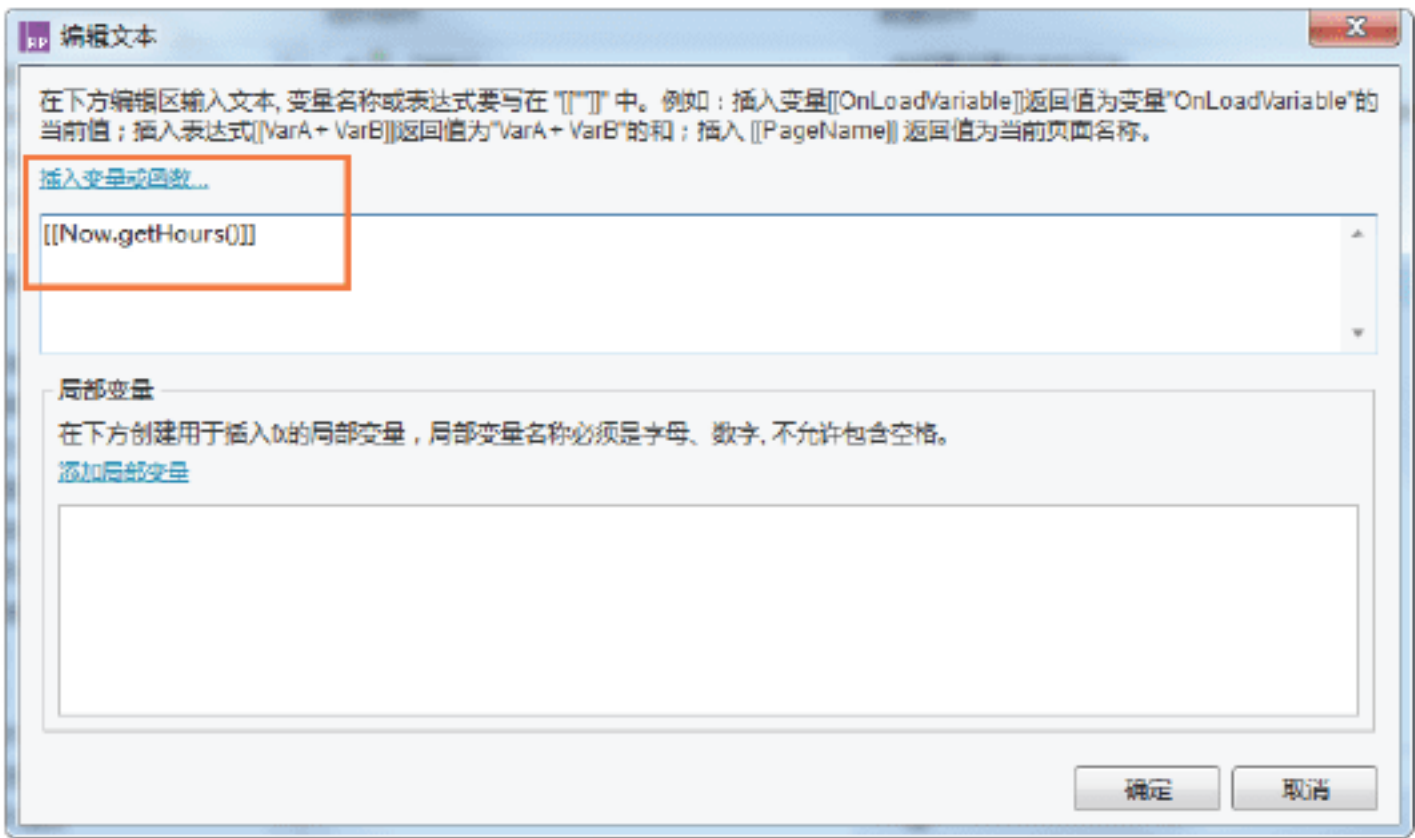 RP 编辑文本
在下方编辑区输入文本, 变量名称或表达式要写在 "[[""]]" 中。例如：插入变量[[OnLoadVariable]]返回值为变量"OnLoadVariable"的
当前值；插入表达式[[VarA + VarB]]返回值为"VarA + VarB"的和；插入 [[PageName]] 返回值为当前页面名称。
插入变量或函数...
[[Now.getHours()]]
局部变量
在下方创建用于插入fx的局部变量，局部变量名称必须是字母、数字, 不允许包含空格。
添加局部变量
确定
取消